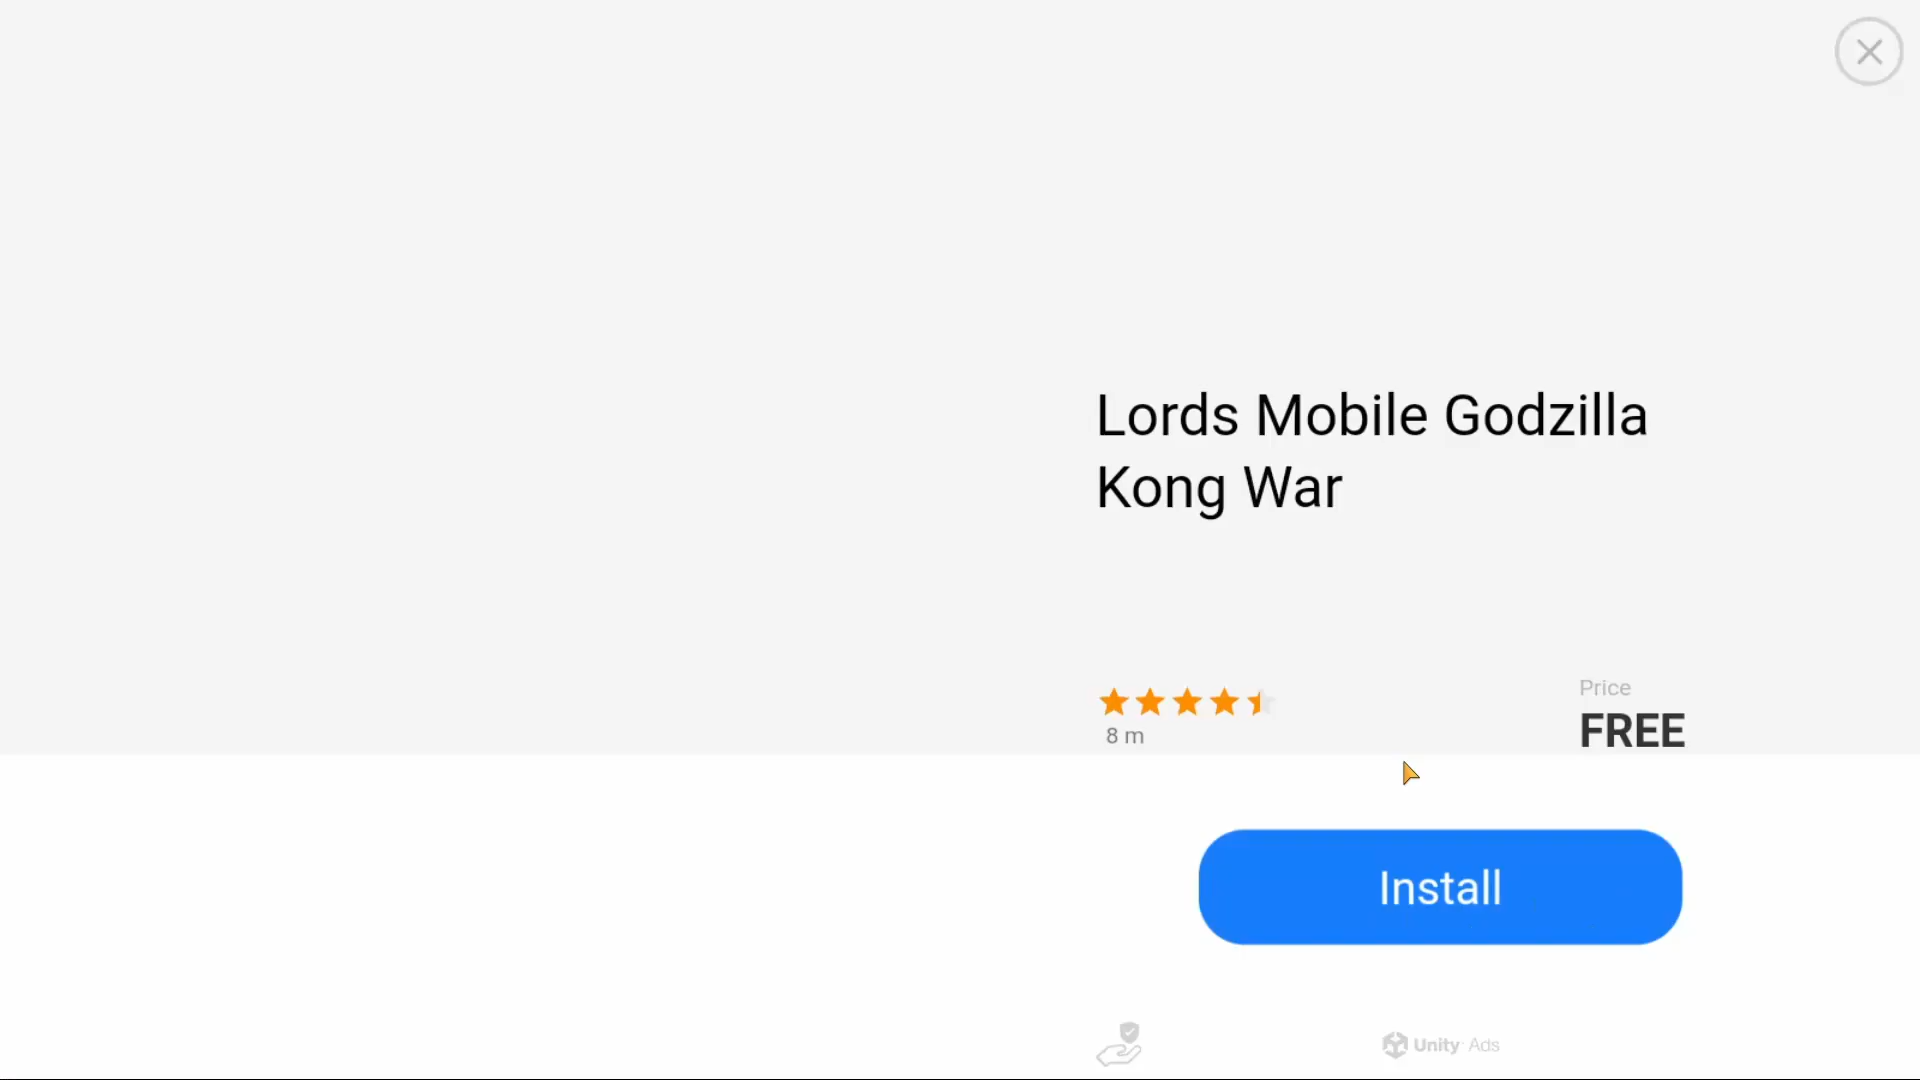 Lords Mobile Godzilla
Kong War
8 m
Price
FREE
Install
Unity Ads